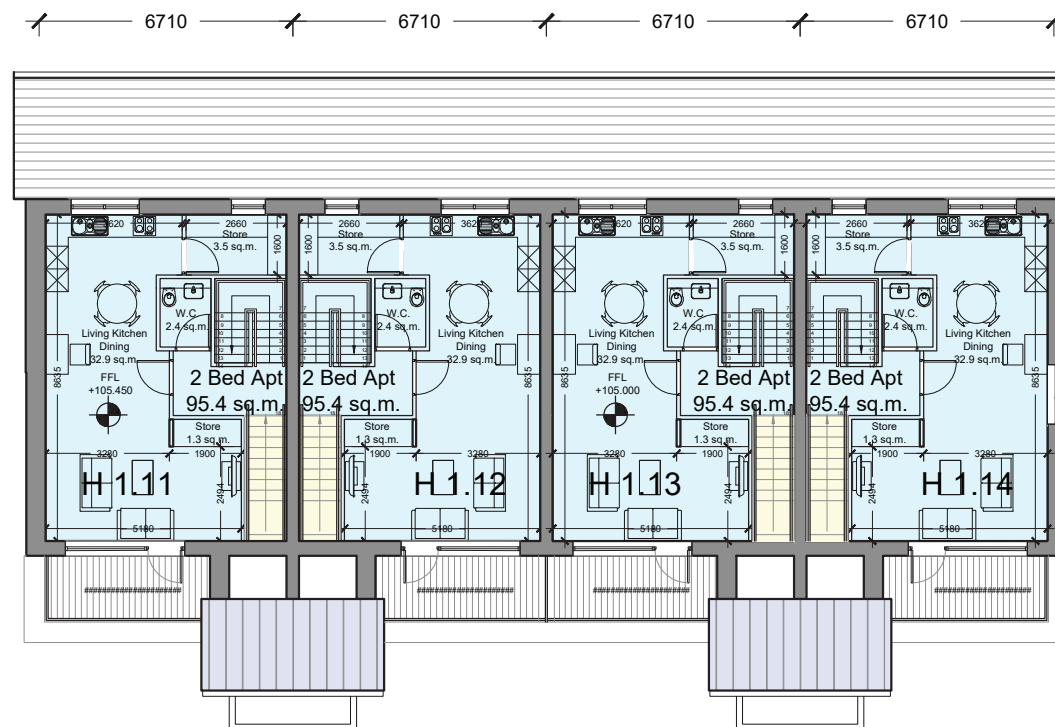 6710 6710 6710 6710
3620 2660 2660 3620 3620 2660 2660 3620
Store Store Store Store
3.5 sq.m. 3.5 sq.m. 3.5 sq.m. 3.5 sq.m.
1600 1600 1600 1600
W.C. W.C. W.C. W.C.
2.4 sq.m. 2.4 sq.m. 2.4 sq.m. 2.4 sq.m.
Living Kitchen Living Kitchen Living Kitchen Living Kitchen
Dining Dining Dining Dining
32.9 sq.m. 32.9 sq.m. 32.9 sq.m. 32.9 sq.m.
8635 8635 8635 8635
FFL FFL
+105.450 +105.000
2 Bed Apt 2 Bed Apt 2 Bed Apt 2 Bed Apt
95.4 sq.m. 95.4 sq.m. 95.4 sq.m. 95.4 sq.m.
Store Store Store Store
1.3 sq.m. 1.3 sq.m. 1.3 sq.m. 1.3 sq.m.
3280 1900 1900 3280 3280 1900 1900 3280
H 1.11 H 1.12 H 1.13 H 1.14
2494 2494 2494 2494
5180 5180 5180 5180